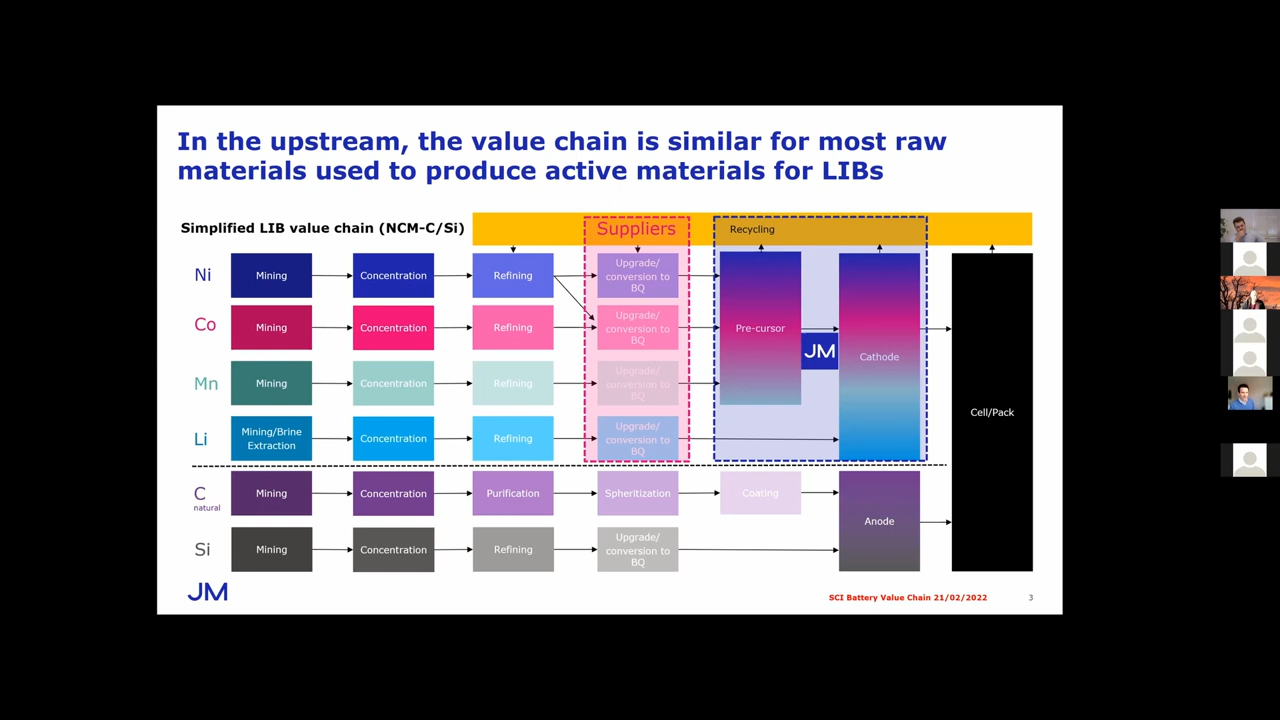 In the upstream, the value chain is similar for most raw
materials used to produce active materials for LIBs
Simplified LIB value chain (NCM-C/Si)
Suppliers
Recycling
Ni
Mining
Concentration
Refining
Upgrade/
conversion to
BQ
Co
Mining
Concentration
Refining
Upgrade/
conversion to
BQ
Mn
Mining
Concentration
Refining
Upgrade/
conversion to
BQ
Li
Mining/Brine
Extraction
Concentration
Refining
Upgrade/
conversion to
BQ
Pre-cursor
JM
Cathode
Cell/Pack
C
natural
Mining
Concentration
Purification
Spheritization
Coating
Anode
Si
Mining
Concentration
Refining
Upgrade/
conversion to
BQ
JM
SCI Battery Value Chain 21/02/2022
3